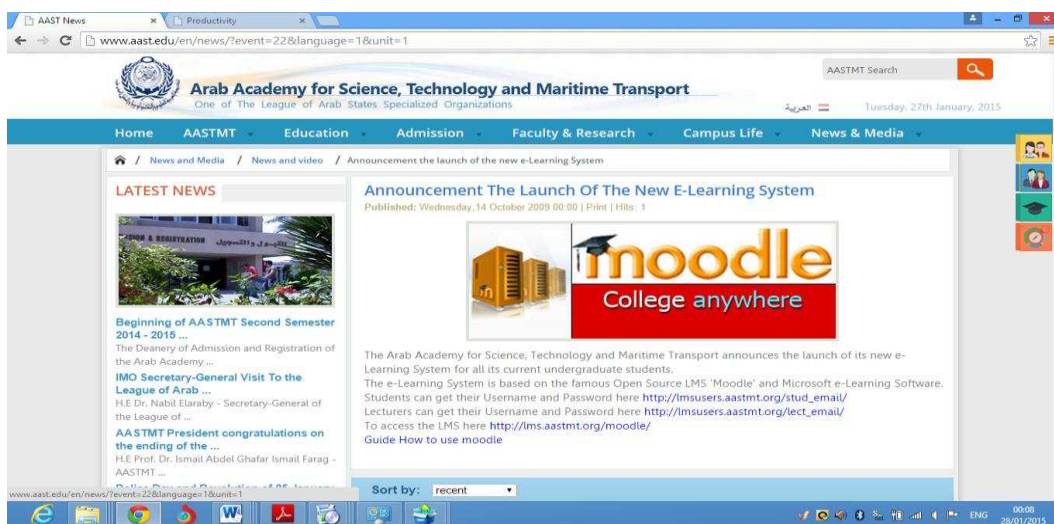 AAST News
Productivity
www.aast.edu/en/news/?event=22&language=1&unit=1
Arab Academy for Science, Technology and Maritime Transport
One of The League of Arab States Specialized Organizations
AASTMT Search
العربية
Tuesday, 27th January, 2015
Home AASTMT Education Admission Faculty & Research Campus Life News & Media
/ News and Media / News and video / Announcement the launch of the new e-Learning System
LATEST NEWS
Beginning of AASTMT Second Semester
2014 - 2015 ...
The Deanery of Admission and Registration of
the Arab Academy ...
IMO Secretary-General Visit To the
League of Arab ...
H.E Dr. Nabil Elaraby - Secretary-General of
the League of ...
AASTMT President congratulations on
the ending of the ...
H.E Prof. Dr. Ismail Abdel Ghafar Ismail Farag -
AASTMT ...
Announcement The Launch Of The New E-Learning System
Published: Wednesday,14 October 2009 00:00 | Print | Hits: 1
moodle
College anywhere
The Arab Academy for Science, Technology and Maritime Transport announces the launch of its new e-
Learning System for all its current undergraduate students.
The e-Learning System is based on the famous Open Source LMS 'Moodle' and Microsoft e-Learning Software.
Students can get their Username and Password here http://lmsusers.aastmt.org/stud_email/
Lecturers can get their Username and Password here http://lmsusers.aastmt.org/lect_email/
To access the LMS here http://lms.aastmt.org/moodle/
Guide How to use moodle
Sort by: recent
www.aast.edu/en/news/?event=22&language=1&unit=1
ENG
00:08
28/01/2015